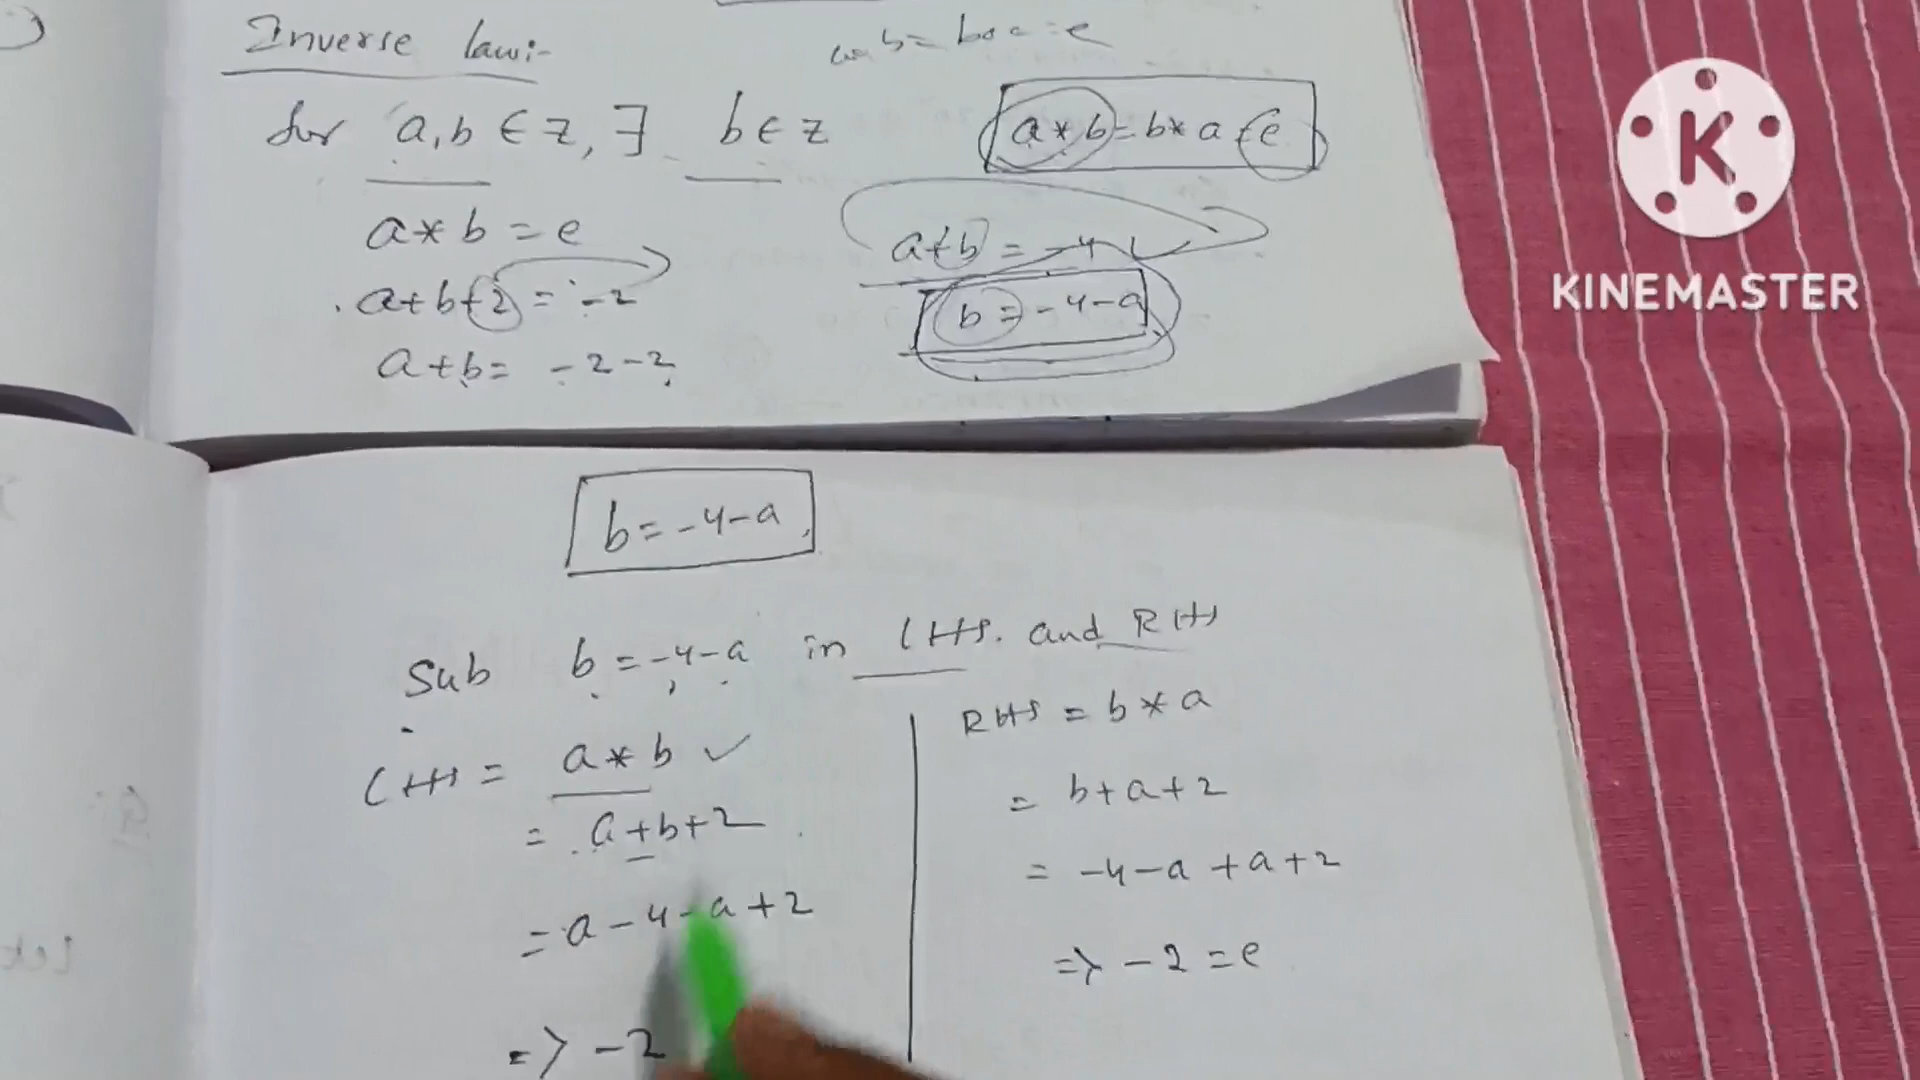 Inverse law:-
a*b = b*a = e
for a, b ∈ z, ∃ b ∈ z
a * b = b * a = e
a * b = e
a+b+2 = -2
a+b = -2-2
a+b = -4
b = -4-a
b = -4-a
Sub b = -4-a in LHS. and RHS
LHS = a * b ✓
= a+b+2
= a-4-a+2
=> -2
RHS = b * a
= b+a+2
= -4-a+a+2
=> -2 = e
K
KINEMASTER